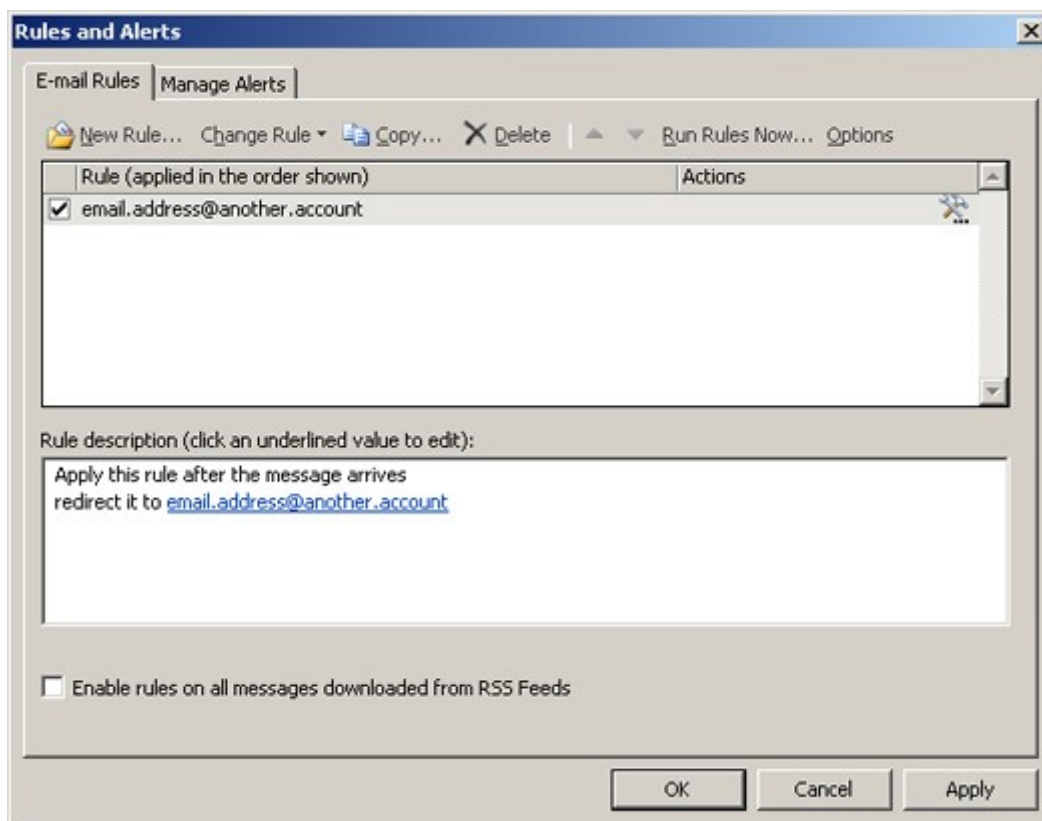 Rules and Alerts
E-mail Rules Manage Alerts
New Rule... Change Rule Copy... Delete Run Rules Now... Options
Rule (applied in the order shown) Actions
email.address@another.account
Rule description (click an underlined value to edit):
Apply this rule after the message arrives
redirect it to email.address@another.account
Enable rules on all messages downloaded from RSS Feeds
OK Cancel Apply